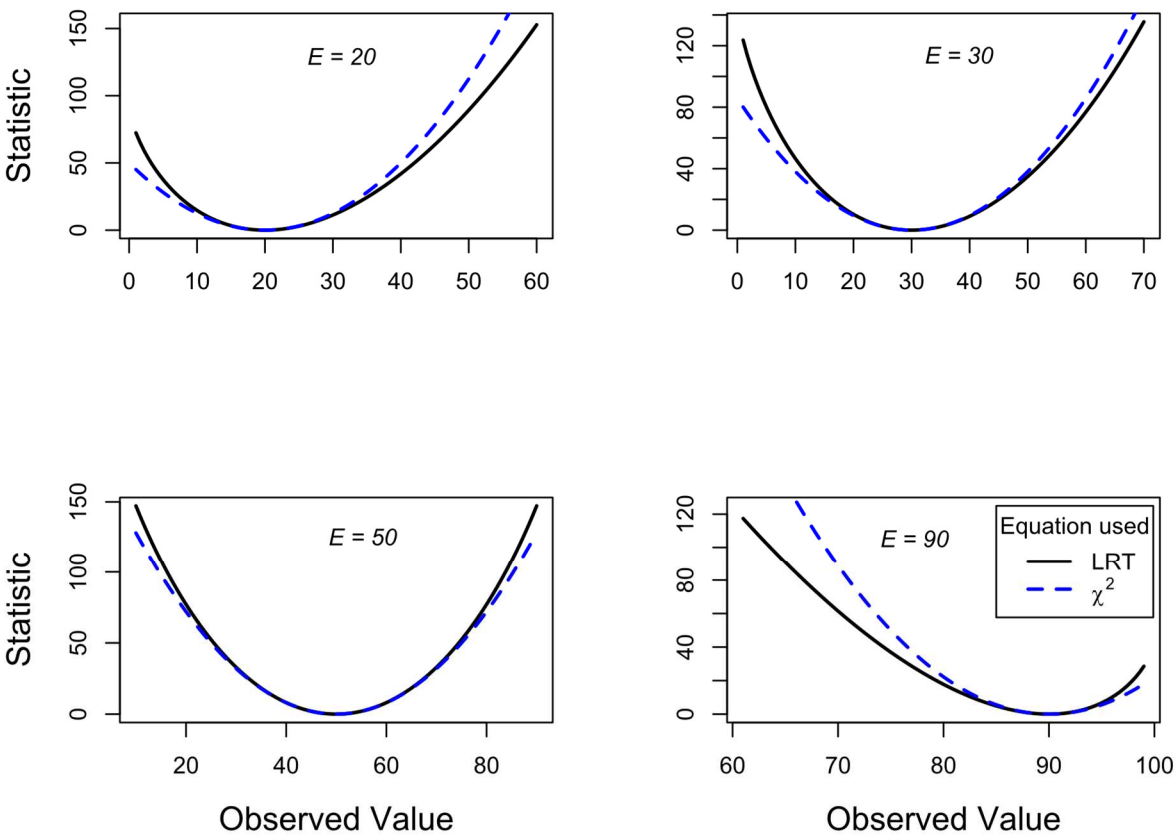 E = 20
Statistic
0 50 100 150
0 10 20 30 40 50 60
E = 30
0 40 80 120
0 10 20 30 40 50 60 70
E = 50
Statistic
0 50 100 150
20 40 60 80
Observed Value
E = 90
Equation used
LRT
χ²
0 40 80 120
60 70 80 90 100
Observed Value